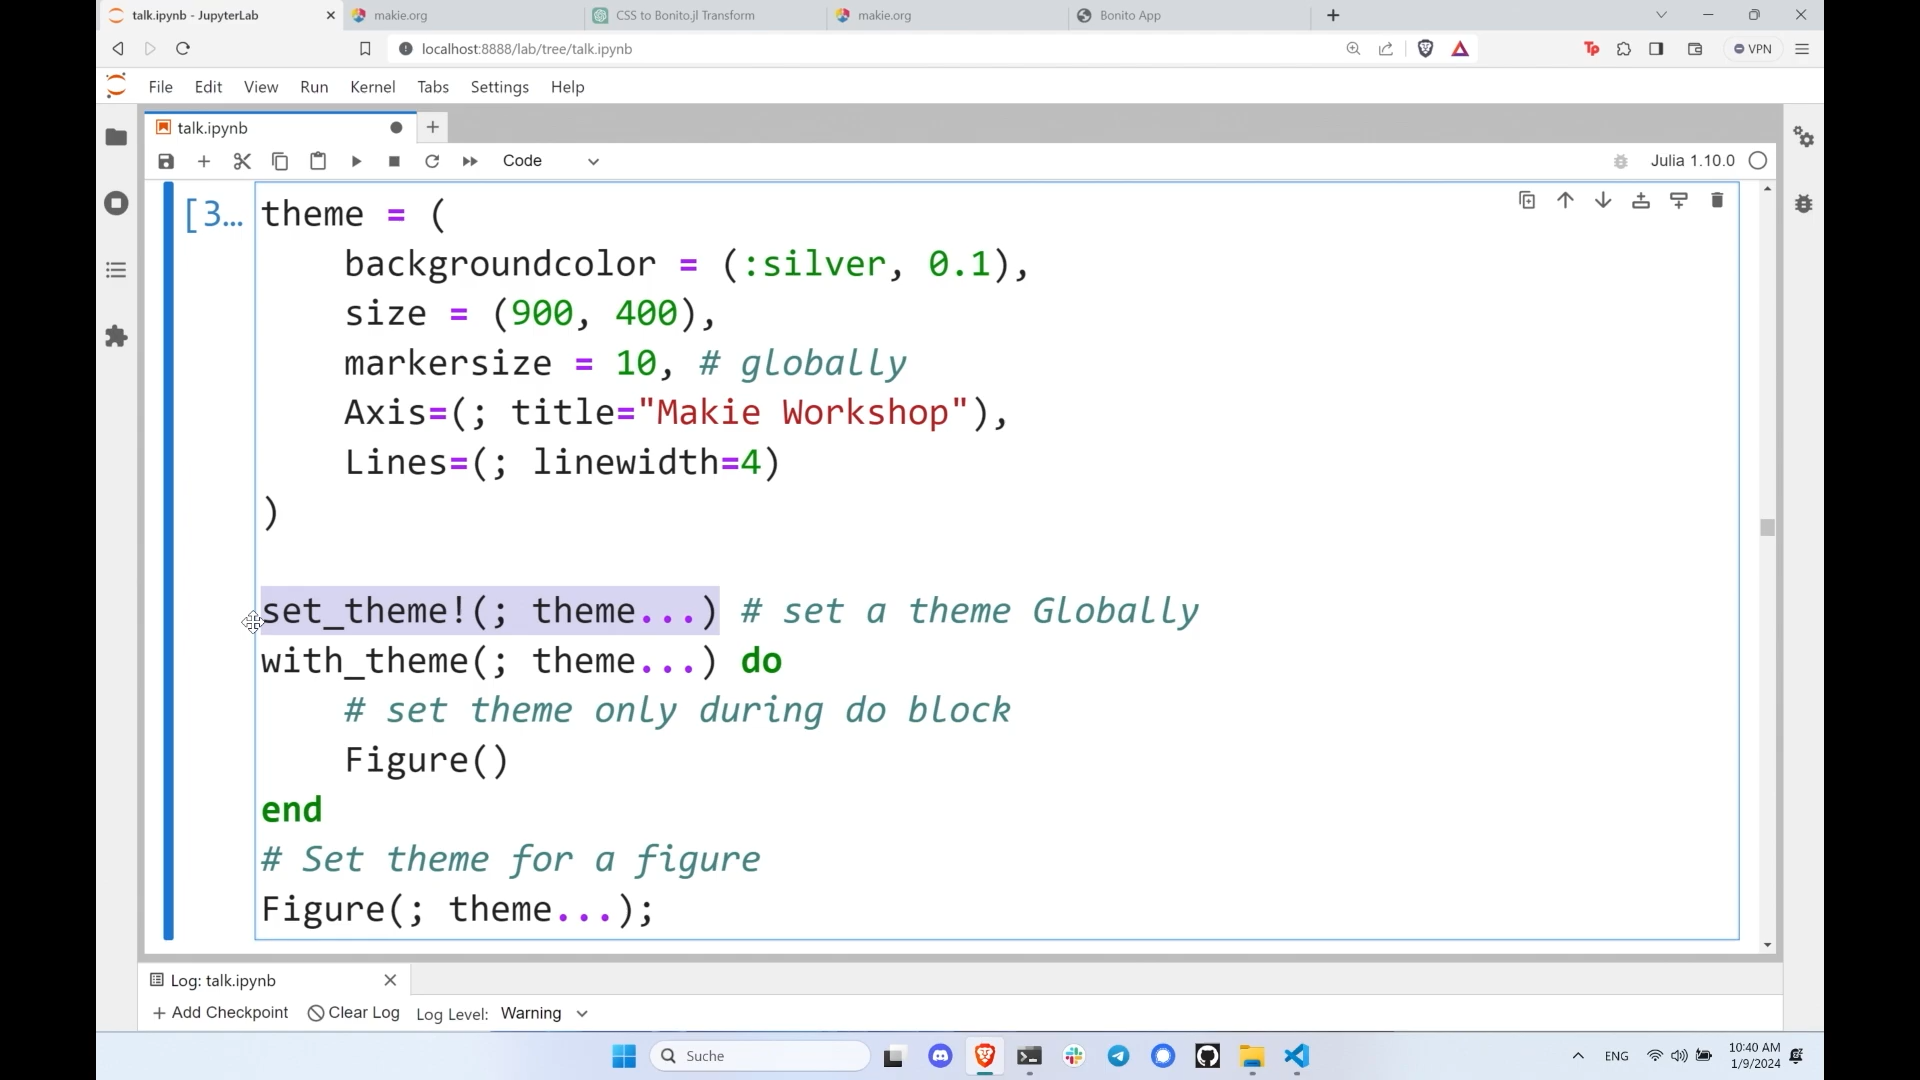 talk.ipynb - JupyterLab
makie.org
CSS to Bonito.jl Transform
makie.org
Bonito App
localhost:8888/lab/tree/talk.ipynb
Tp
VPN
File Edit View Run Kernel Tabs Settings Help
talk.ipynb
Code
Julia 1.10.0
[3…
theme = (
backgroundcolor = (:silver, 0.1),
size = (900, 400),
markersize = 10, # globally
Axis=(; title="Makie Workshop"),
Lines=(; linewidth=4)
)
set_theme!(; theme...) # set a theme Globally
with_theme(; theme...) do
# set theme only during do block
Figure()
end
# Set theme for a figure
Figure(; theme...);
Log: talk.ipynb
Add Checkpoint Clear Log Log Level: Warning
Suche
ENG
10:40 AM
1/9/2024